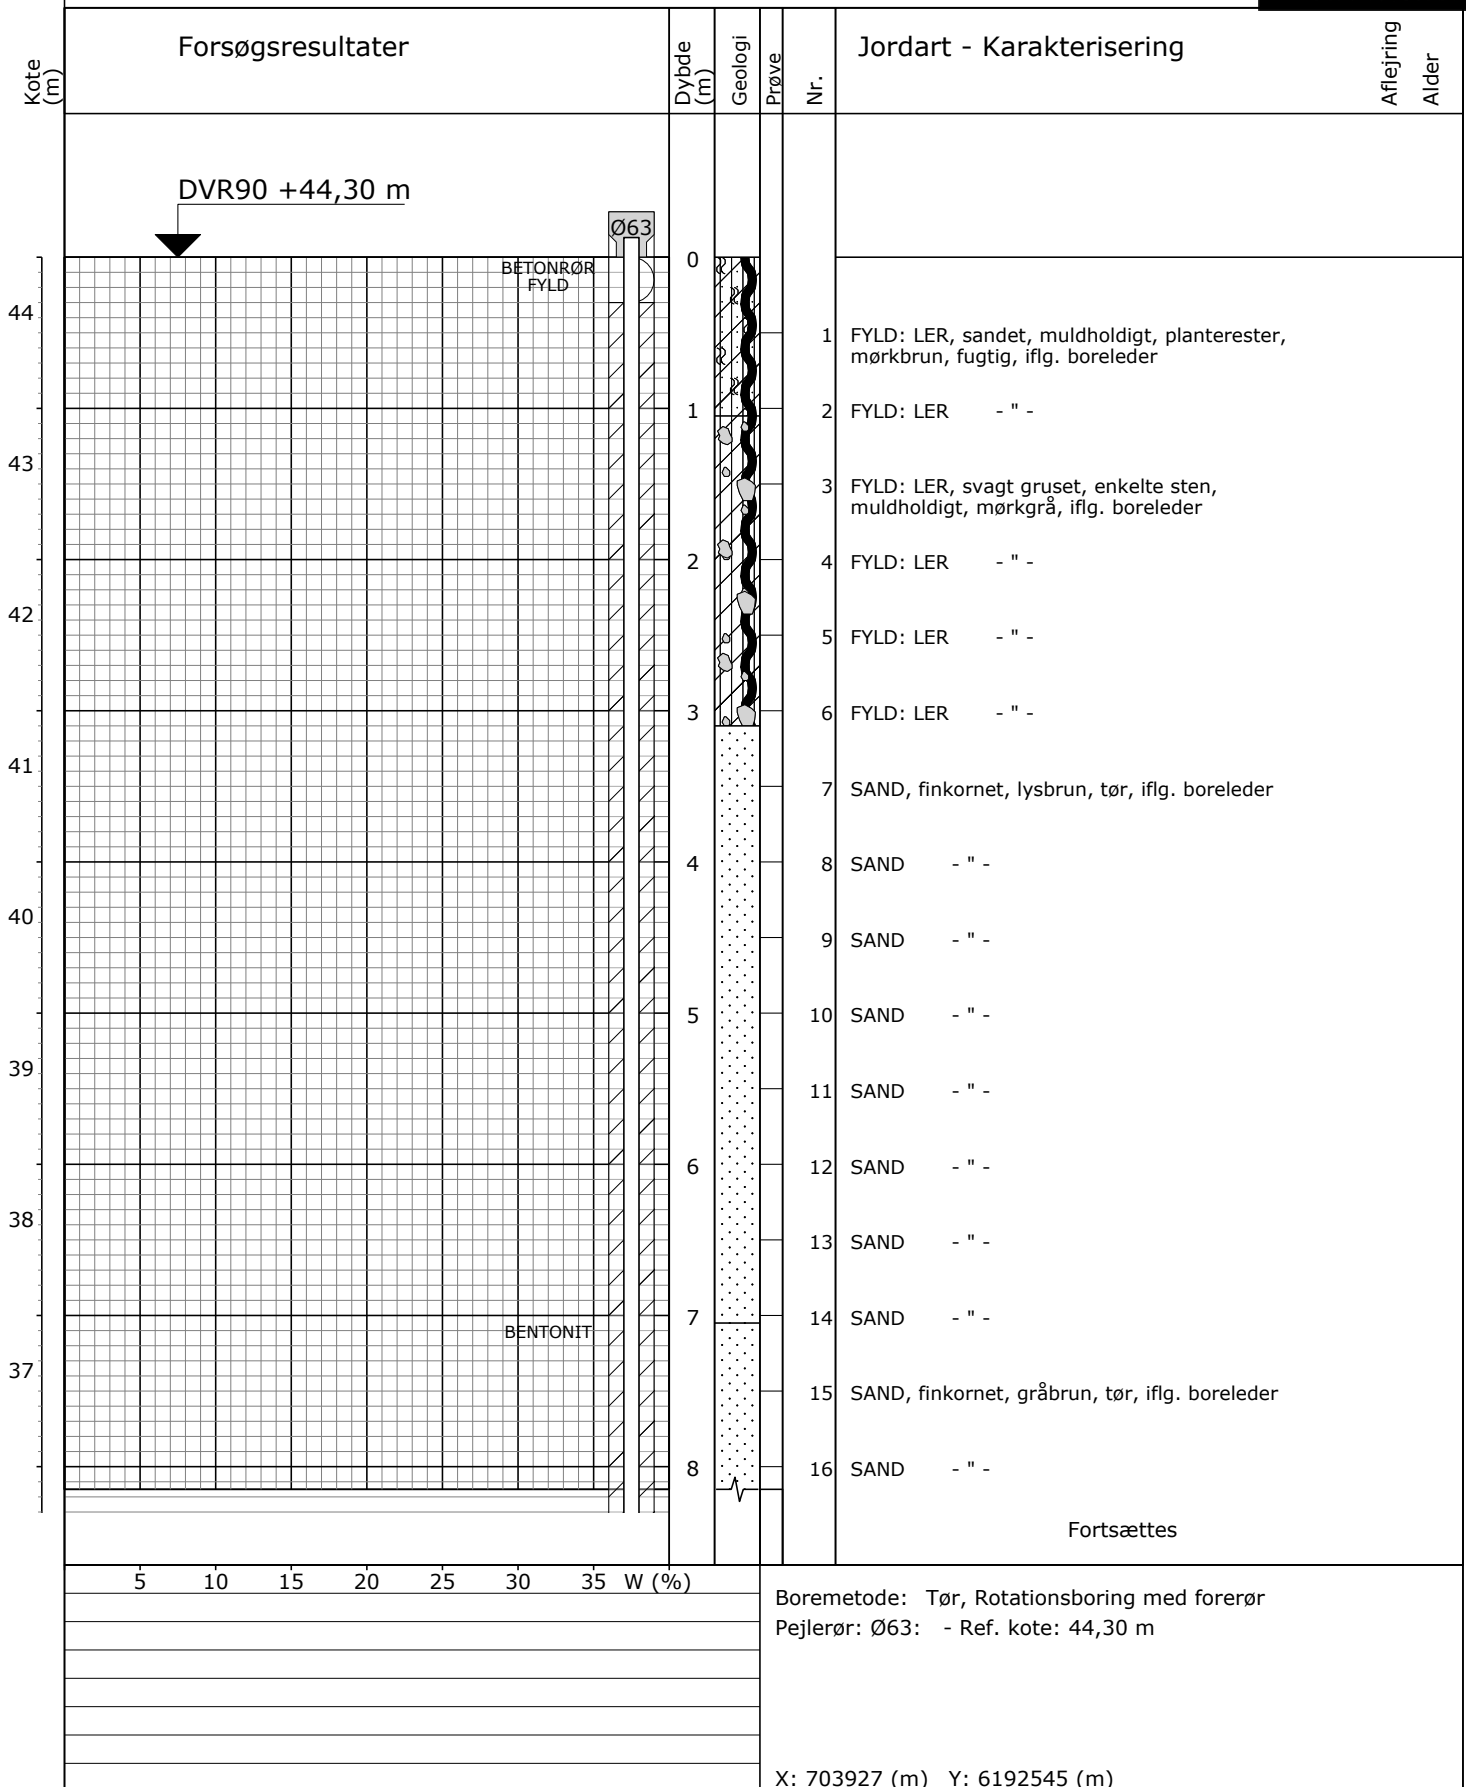 Kote (m)
Forsøgsresultater
Dybde (m)
Geologi
Prøve
Nr.
Jordart - Karakterisering
Aflejring
Alder
DVR90 +44,30 m
Ø63
BETONRØR
FYLD
0
44
1 FYLD: LER, sandet, muldholdigt, planterester,
mørkbrun, fugtig, iflg. boreleder
1
2 FYLD: LER - " -
43
3 FYLD: LER, svagt gruset, enkelte sten,
muldholdigt, mørkgrå, iflg. boreleder
2
4 FYLD: LER - " -
42
5 FYLD: LER - " -
3
6 FYLD: LER - " -
41
7 SAND, finkornet, lysbrun, tør, iflg. boreleder
4
8 SAND - " -
40
9 SAND - " -
5
10 SAND - " -
39
11 SAND - " -
6
12 SAND - " -
38
13 SAND - " -
7
14 SAND - " -
BENTONIT
37
15 SAND, finkornet, gråbrun, tør, iflg. boreleder
8
16 SAND - " -
Fortsættes
5 10 15 20 25 30 35 W (%)
Boremetode: Tør, Rotationsboring med forerør
Pejlerør: Ø63: - Ref. kote: 44,30 m
X: 703927 (m) Y: 6192545 (m)